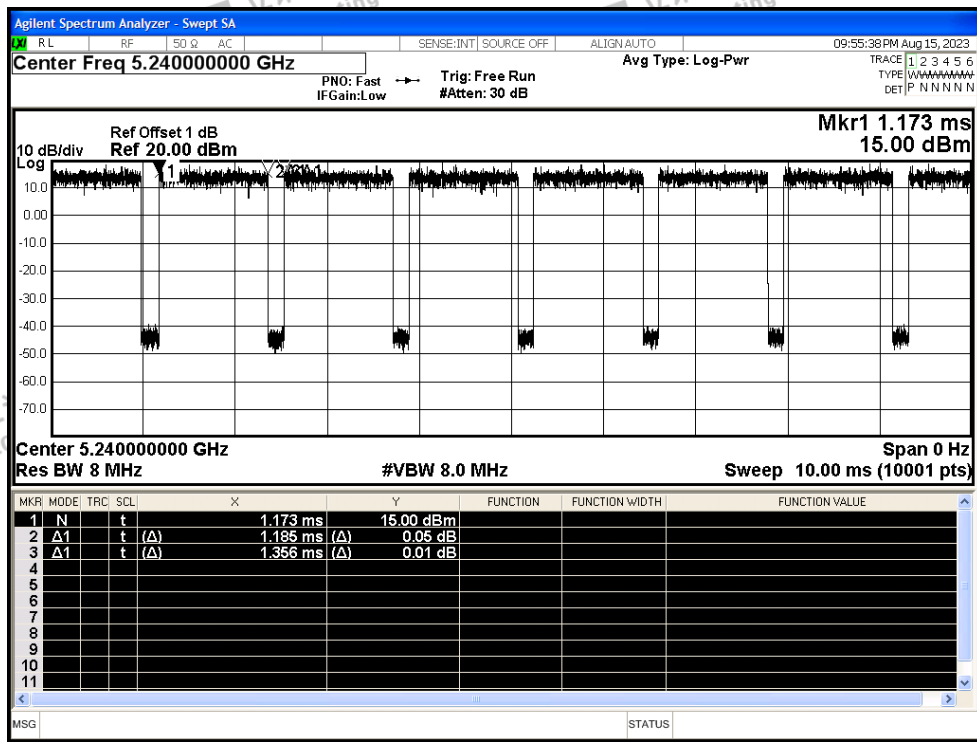 Agilent Spectrum Analyzer - Swept SA
LXI RL RF 50 Ω AC SENSE:INT SOURCE OFF ALIGN AUTO 09:55:38 PM Aug 15, 2023
Center Freq 5.240000000 GHz
PNO: Fast
IFGain:Low
Trig: Free Run
#Atten: 30 dB
Avg Type: Log-Pwr
TRACE 1 2 3 4 5 6
TYPE W
DET P N N N N N
Mkr1 1.173 ms
15.00 dBm
Ref Offset 1 dB
10 dB/div Ref 20.00 dBm
Log
1
10.0
0.00
-10.0
-20.0
-30.0
-40.0
-50.0
-60.0
-70.0
Center 5.240000000 GHz Span 0 Hz
Res BW 8 MHz #VBW 8.0 MHz Sweep 10.00 ms (10001 pts)
MKR MODE TRC SCL X Y FUNCTION FUNCTION WIDTH FUNCTION VALUE
1 N t 1.173 ms 15.00 dBm
2 Δ1 t (Δ) 1.185 ms (Δ) 0.05 dB
3 Δ1 t (Δ) 1.356 ms (Δ) 0.01 dB
4
5
6
7
8
9
10
11
MSG STATUS